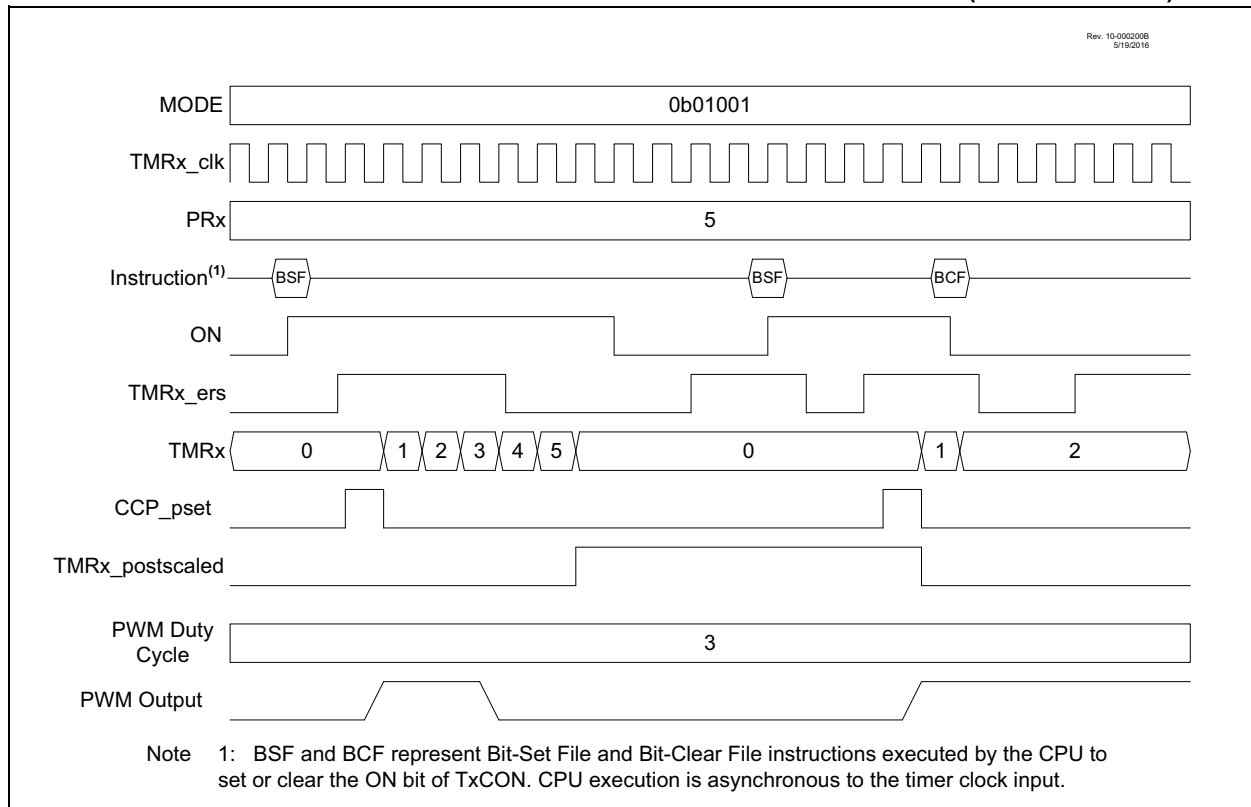 Rev. 10-000200B
5/19/2016
MODE 0b01001
TMRx_clk
PRx 5
Instruction(1) BSF BSF BCF
ON
TMRx_ers
TMRx 0 1 2 3 4 5 0 1 2
CCP_pset
TMRx_postscaled
PWM Duty
Cycle 3
PWM Output
Note 1: BSF and BCF represent Bit-Set File and Bit-Clear File instructions executed by the CPU to
set or clear the ON bit of TxCON. CPU execution is asynchronous to the timer clock input.